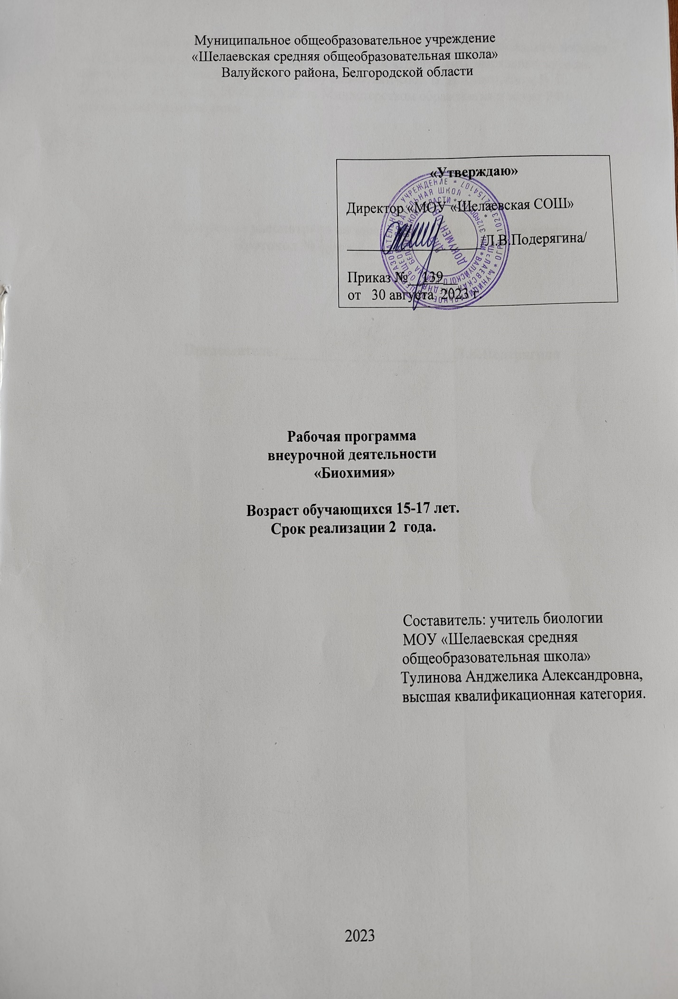 Муниципальное общеобразовательное учреждение
«Шелаевская средняя общеобразовательная школа»
Валуйского района, Белгородской области
«Утверждаю»
Директор «МОУ «Шелаевская СОШ»
/Л.В.Подерягина/
Приказ № 139
от 30 августа 2023 г.
ДЛЯ
ДОКУМЕНТОВ
Рабочая программа
внеурочной деятельности
«Биохимия»
Возраст обучающихся 15-17 лет.
Срок реализации 2 года.
Составитель: учитель биологии
МОУ «Шелаевская средняя
общеобразовательная школа»
Тулинова Анджелика Александровна,
высшая квалификационная категория.
2023